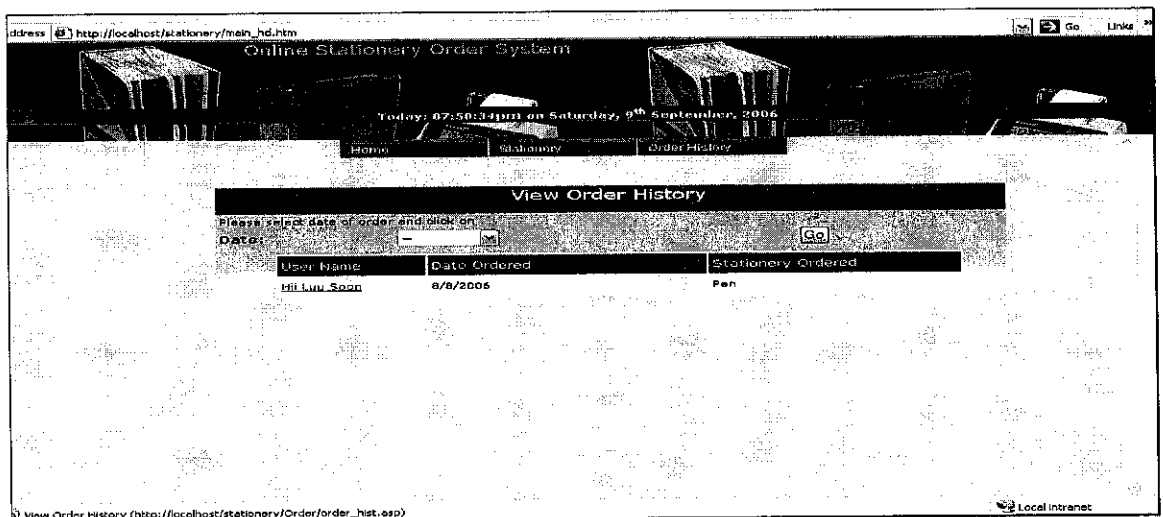 ddress http://localhost/stationery/main_hd.htm Go Links »
Online Stationery Order System
Today: 07:50:34pm on Saturday, 9th September, 2006
Home Stationery Order History
View Order History
Please select date of order and click on
Date: -- Go
User Name Date Ordered Stationery Ordered
Hii Luu Soon 8/8/2006 Pen
View Order History (http://localhost/stationery/Order/order_hist.asp) Local intranet